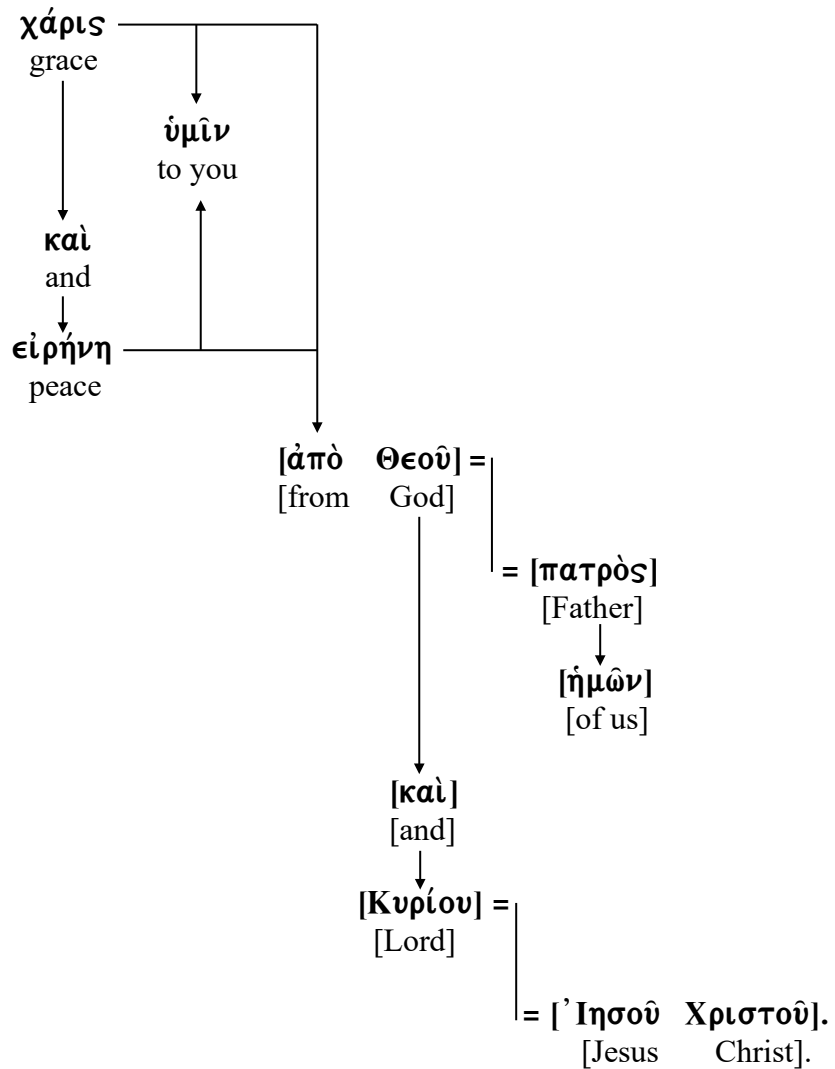 χάρις
grace
ὑμῖν
to you
καὶ
and
εἰρήνη
peace
[ἀπὸ Θεοῦ] =
[from God]
= [πατρὸς]
[Father]
[ἡμῶν]
[of us]
[καὶ]
[and]
[Κυρίου] =
[Lord]
= [᾿Ιησοῦ Χριστοῦ].
[Jesus Christ].